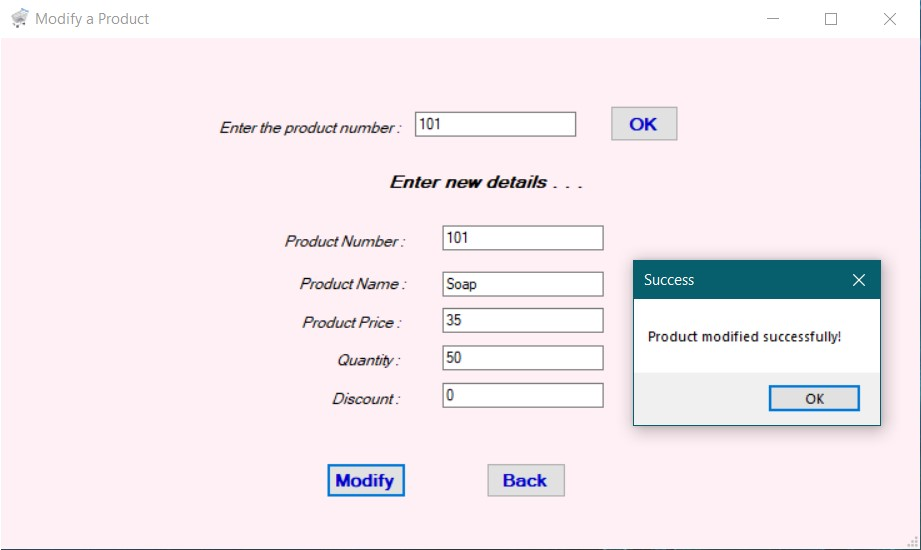 Modify a Product
Enter the product number : 101 OK
Enter new details . . .
Product Number : 101
Product Name : Soap
Product Price : 35
Quantity : 50
Discount : 0
Modify Back
Success
Product modified successfully!
OK